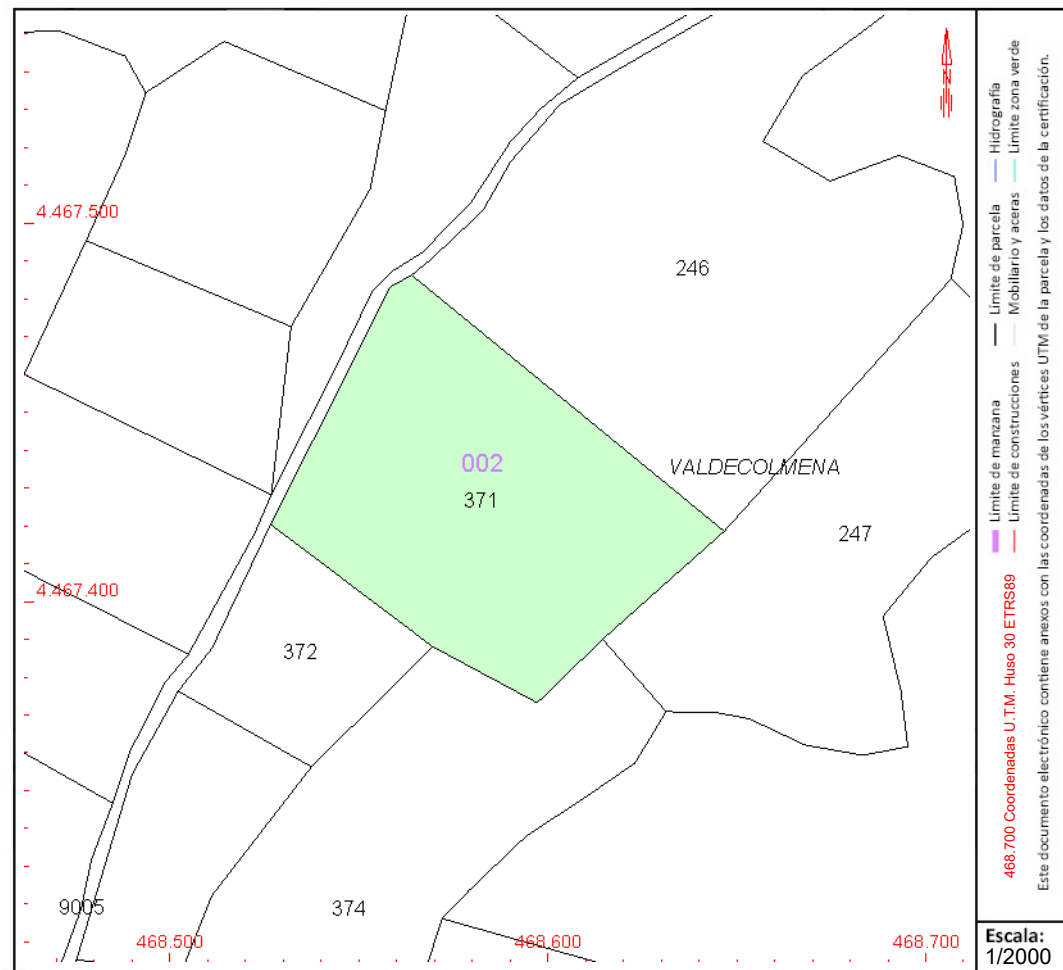 N
4.467.500
246
002
371
VALDECOLMENA
247
4.467.400
372
9005
374
468.500
468.600
468.700
Límite de manzana
Límite de parcela
Hidrografía
Límite de construcciones
Mobiliario y aceras
Límite zona verde
468.700 Coordenadas U.T.M. Huso 30 ETRS89
Este documento electrónico contiene anexos con las coordenadas de los vértices UTM de la parcela y los datos de la certificación.
Escala:
1/2000